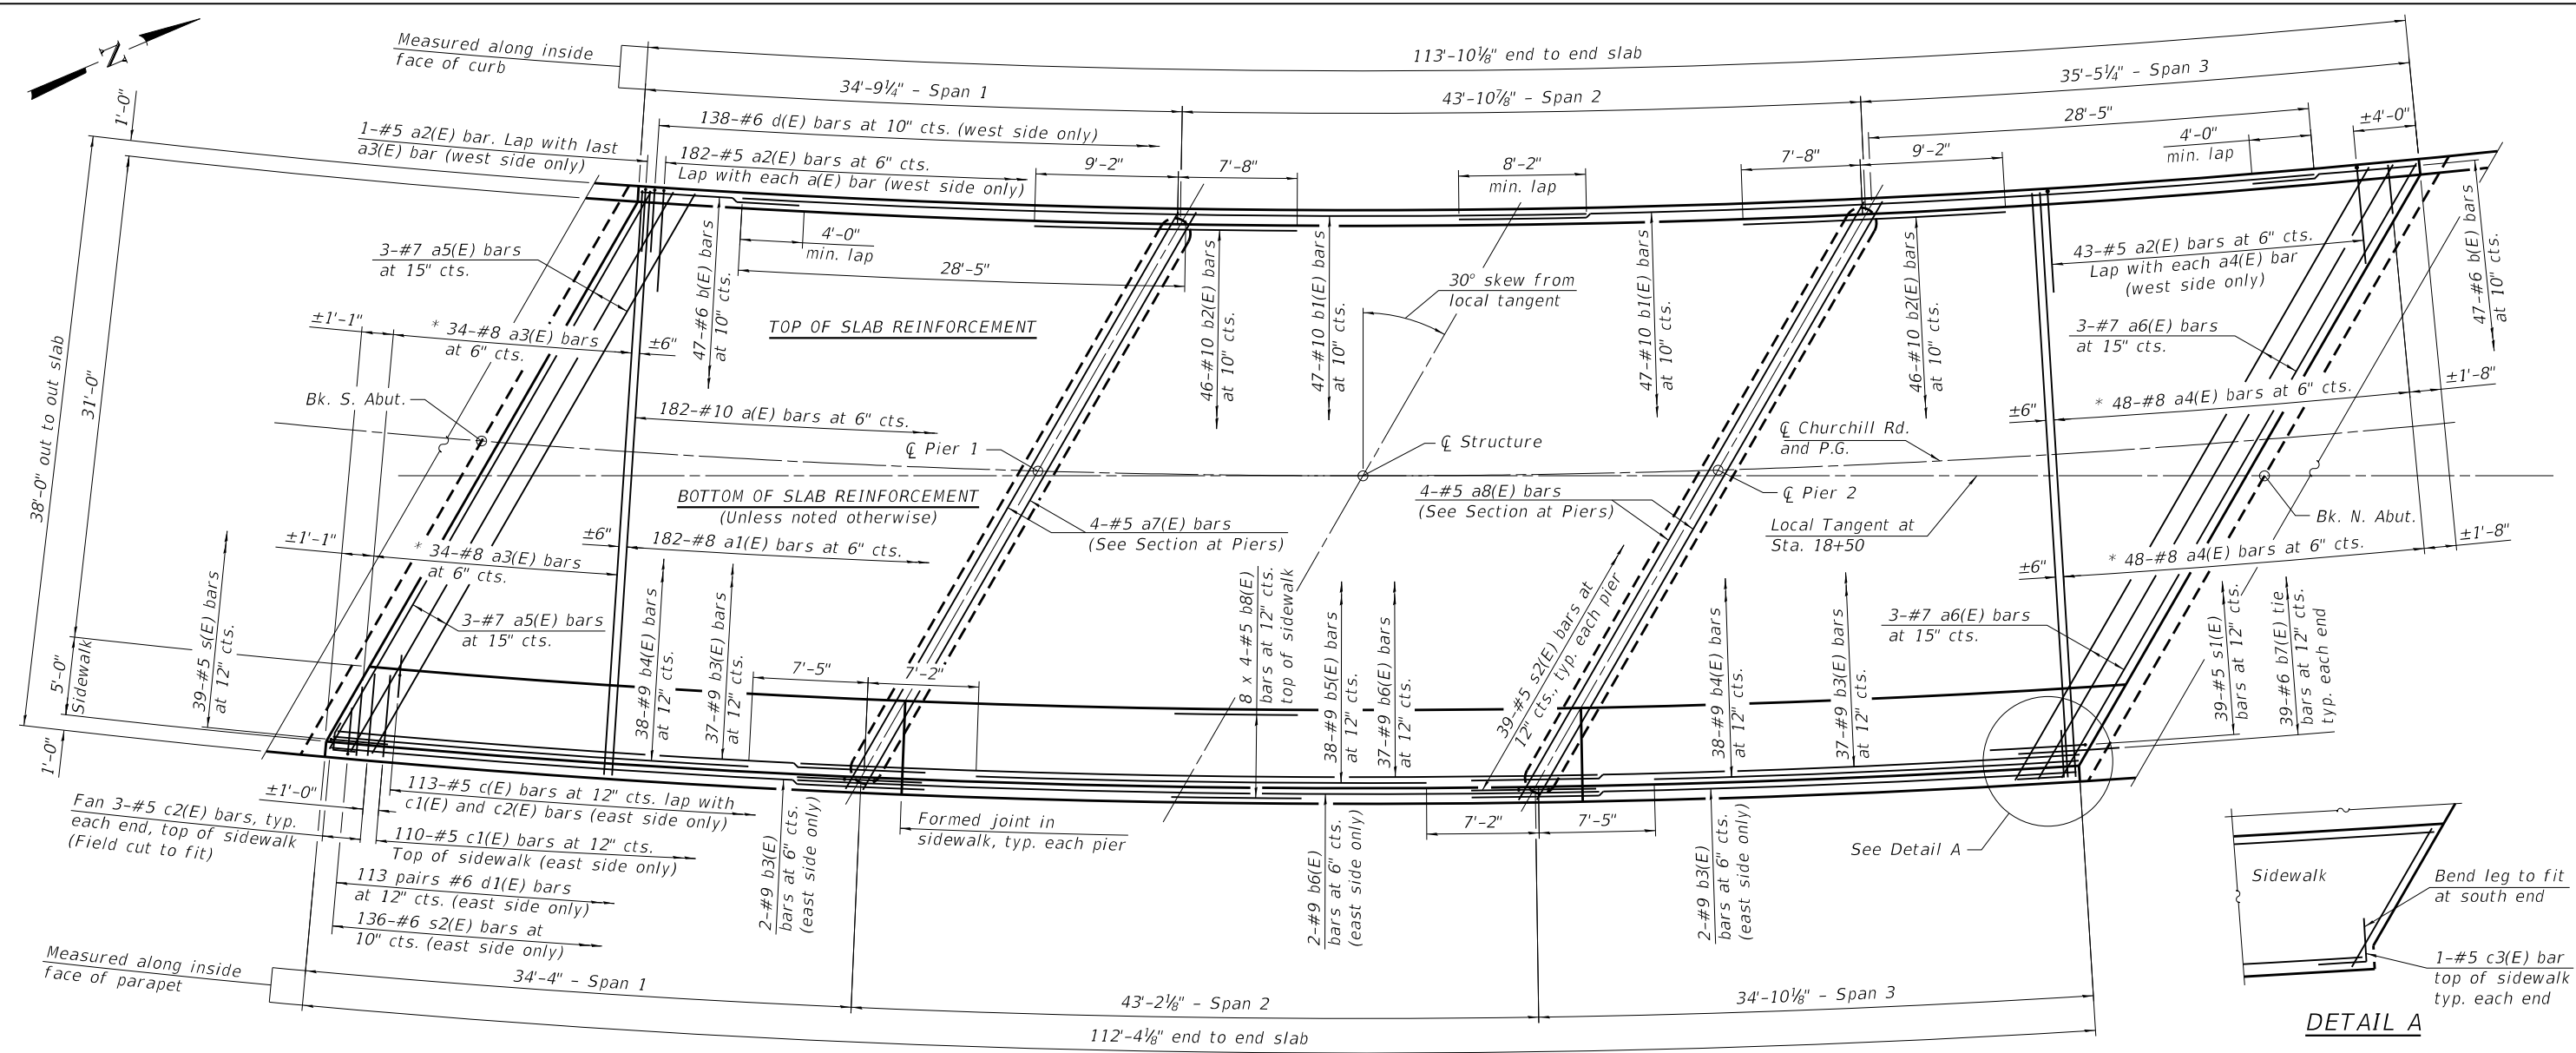 N
Measured along inside
face of curb
113'-10⅛" end to end slab
34'-9¼" - Span 1
43'-10⅞" - Span 2
35'-5¼" - Span 3
1'-0"
1-#5 a2(E) bar. Lap with last
a3(E) bar (west side only)
138-#6 d(E) bars at 10" cts. (west side only)
182-#5 a2(E) bars at 6" cts.
Lap with each a(E) bar (west side only)
9'-2"
7'-8"
8'-2"
min. lap
7'-8"
9'-2"
28'-5"
4'-0"
min. lap
±4'-0"
38'-0" out to out slab
31'-0"
5'-0"
Sidewalk
1'-0"
3-#7 a5(E) bars
at 15" cts.
4'-0"
min. lap
28'-5"
47-#6 b(E) bars
at 10" cts.
46-#10 b2(E) bars
at 10" cts.
47-#10 b1(E) bars
at 10" cts.
30° skew from
local tangent
47-#10 b1(E) bars
at 10" cts.
46-#10 b2(E) bars
at 10" cts.
43-#5 a2(E) bars at 6" cts.
Lap with each a4(E) bar
(west side only)
47-#6 b(E) bars
at 10" cts.
±1'-1"
* 34-#8 a3(E) bars
at 6" cts.
±6"
TOP OF SLAB REINFORCEMENT
3-#7 a6(E) bars
at 15" cts.
±1'-8"
Bk. S. Abut.
182-#10 a(E) bars at 6" cts.
±6"
* 48-#8 a4(E) bars at 6" cts.
℄ Pier 1
℄ Structure
℄ Churchill Rd.
and P.G.
BOTTOM OF SLAB REINFORCEMENT
(Unless noted otherwise)
4-#5 a8(E) bars
(See Section at Piers)
℄ Pier 2
4-#5 a7(E) bars
(See Section at Piers)
Local Tangent at
Sta. 18+50
Bk. N. Abut.
±1'-1"
* 34-#8 a3(E) bars
at 6" cts.
±6"
182-#8 a1(E) bars at 6" cts.
±6"
* 48-#8 a4(E) bars at 6" cts.
±1'-8"
39-#5 s(E) bars
at 12" cts.
3-#7 a5(E) bars
at 15" cts.
38-#9 b4(E) bars
at 12" cts.
37-#9 b3(E) bars
at 12" cts.
7'-5"
7'-2"
8 x 4-#5 b8(E)
bars at 12" cts.
top of sidewalk
38-#9 b5(E) bars
at 12" cts.
37-#9 b6(E) bars
at 12" cts.
39-#5 s2(E) bars at
12" cts., typ. each pier
38-#9 b4(E) bars
at 12" cts.
37-#9 b3(E) bars
at 12" cts.
3-#7 a6(E) bars
at 15" cts.
39-#5 s1(E)
bars at 12" cts.
39-#6 b7(E) tie
bars at 12" cts.
typ. each end
±1'-0"
Fan 3-#5 c2(E) bars, typ.
each end, top of sidewalk
(Field cut to fit)
113-#5 c(E) bars at 12" cts. lap with
c1(E) and c2(E) bars (east side only)
110-#5 c1(E) bars at 12" cts.
Top of sidewalk (east side only)
113 pairs #6 d1(E) bars
at 12" cts. (east side only)
136-#6 s2(E) bars at
10" cts. (east side only)
2-#9 b3(E)
bars at 6" cts.
(east side only)
Formed joint in
sidewalk, typ. each pier
2-#9 b6(E)
bars at 6" cts.
(east side only)
7'-2"
7'-5"
2-#9 b3(E)
bars at 6" cts.
(east side only)
See Detail A
Sidewalk
Bend leg to fit
at south end
1-#5 c3(E) bar
top of sidewalk
typ. each end
DETAIL A
Measured along inside
face of parapet
34'-4" - Span 1
43'-2⅛" - Span 2
34'-10⅛" - Span 3
112'-4⅛" end to end slab